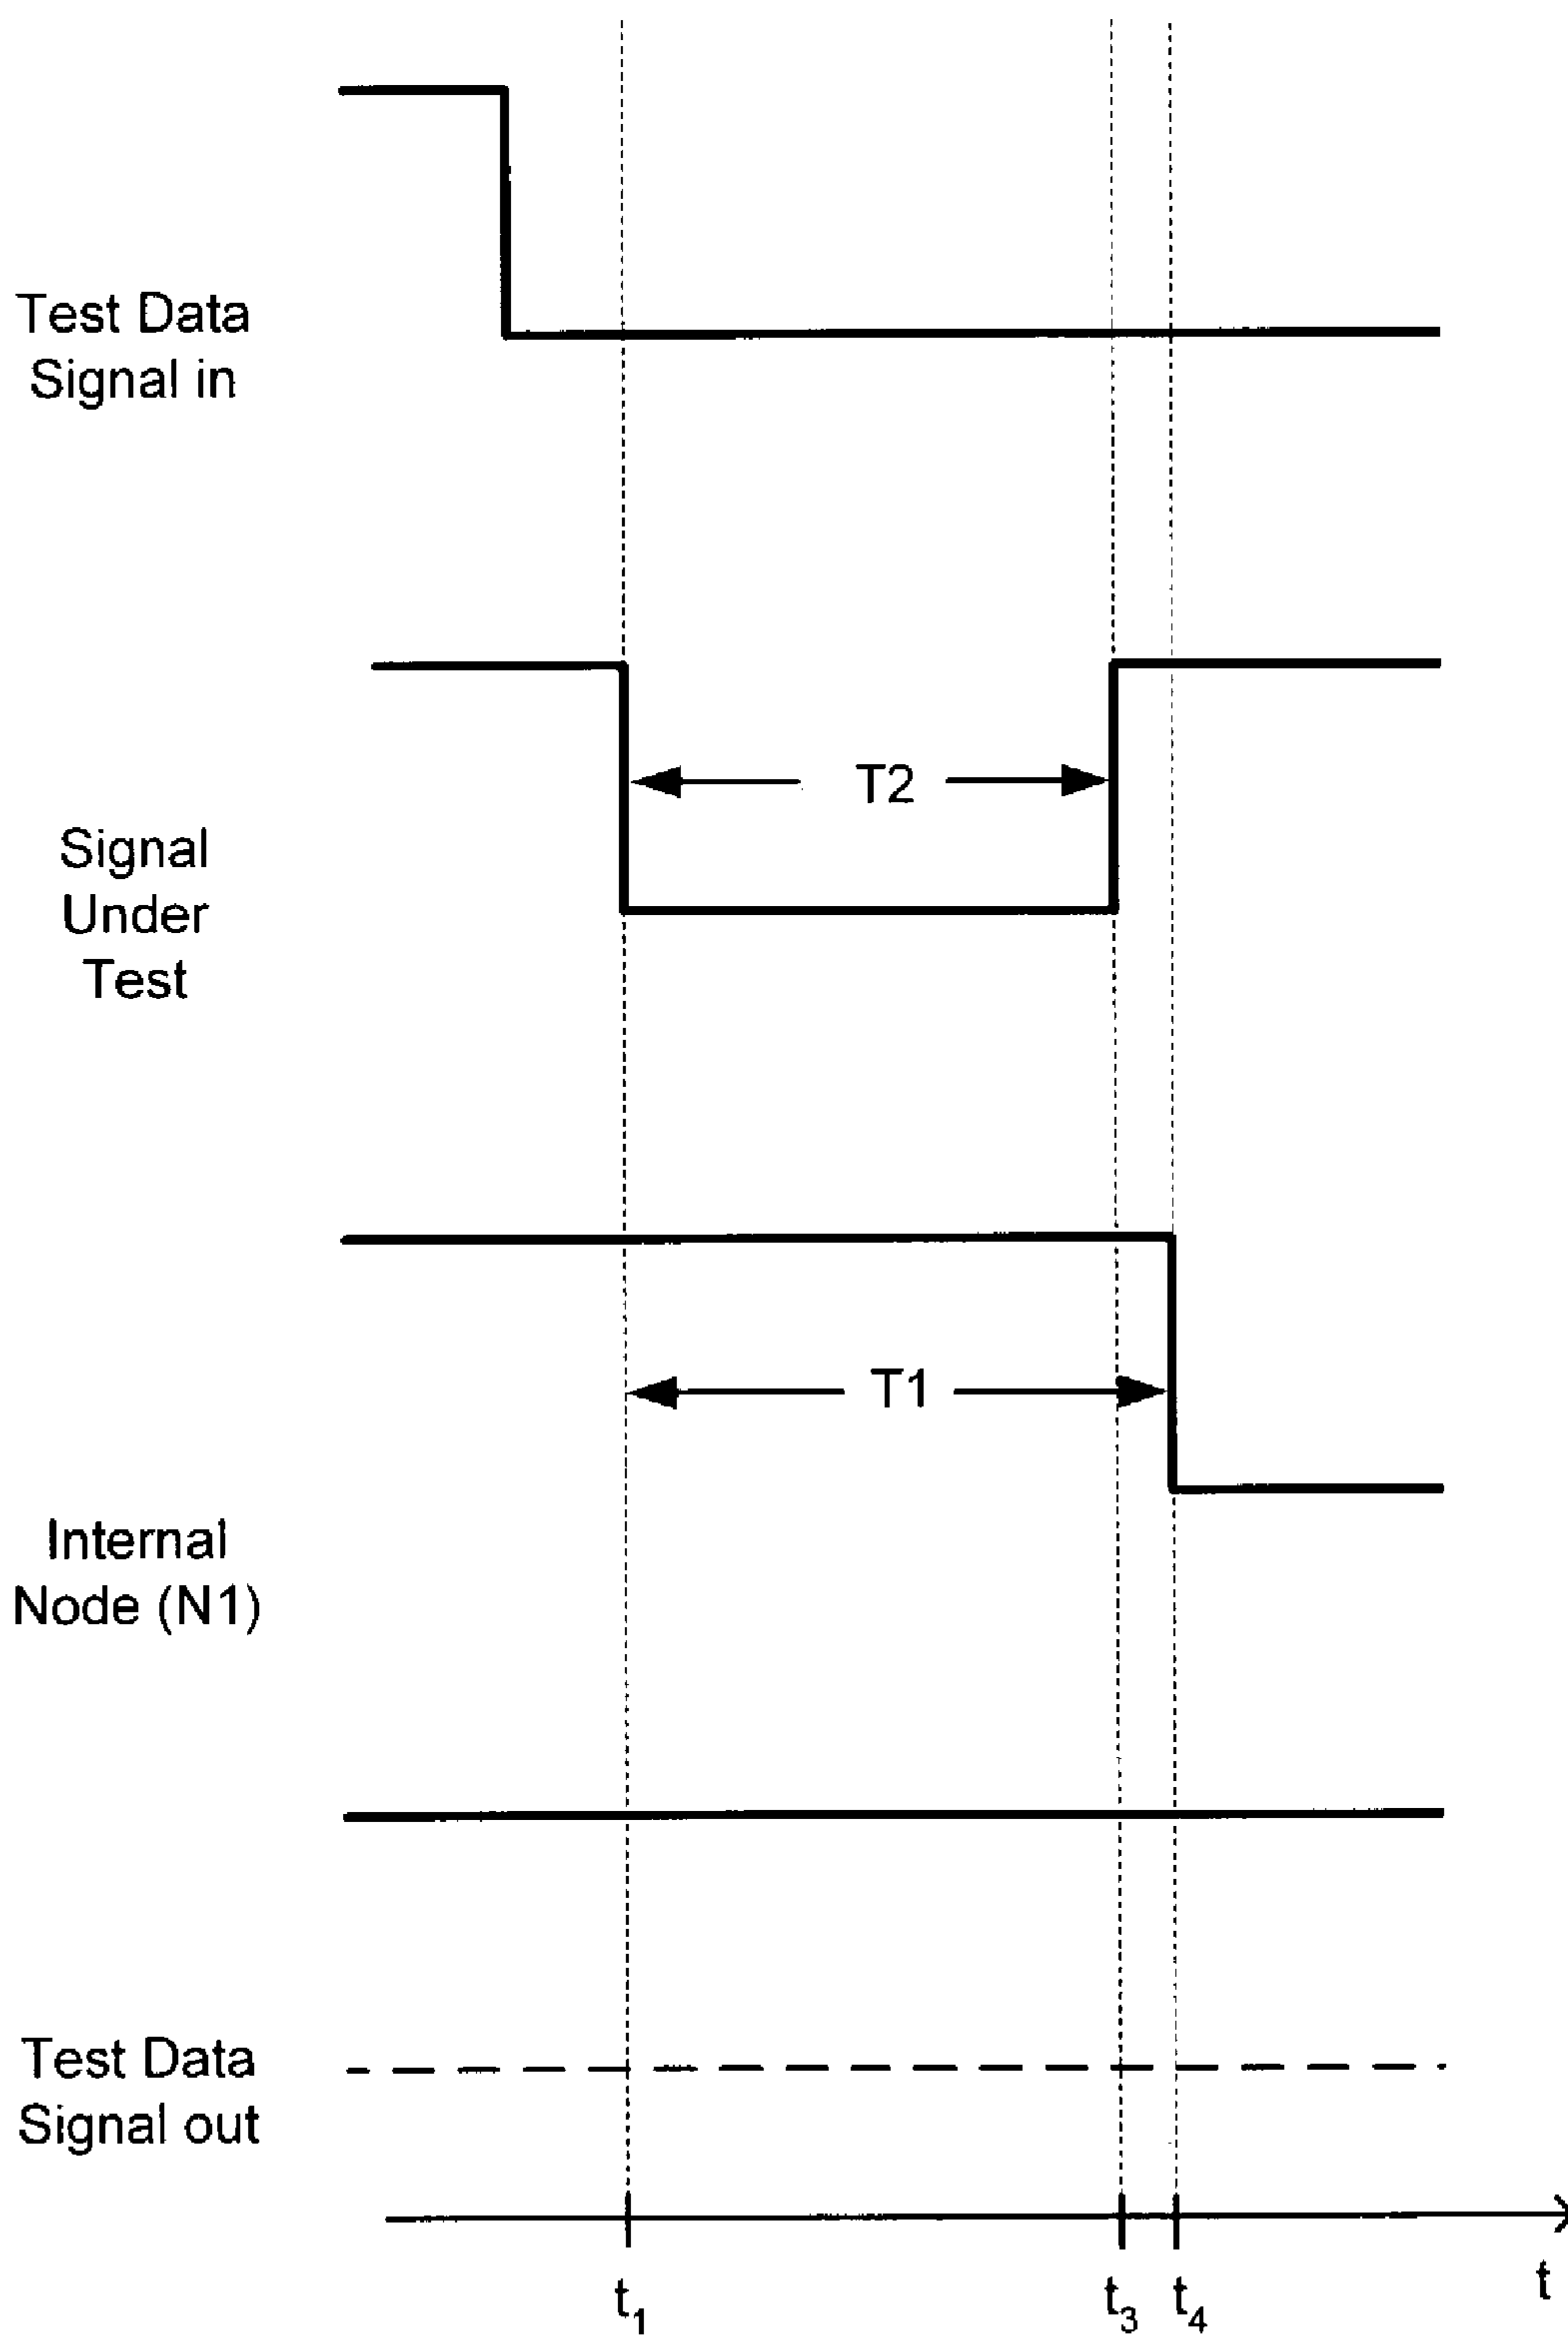 Test Data
Signal in
T2
Signal
Under
Test
T1
Internal
Node (N1)
Test Data
Signal out
t1
t3
t4
t